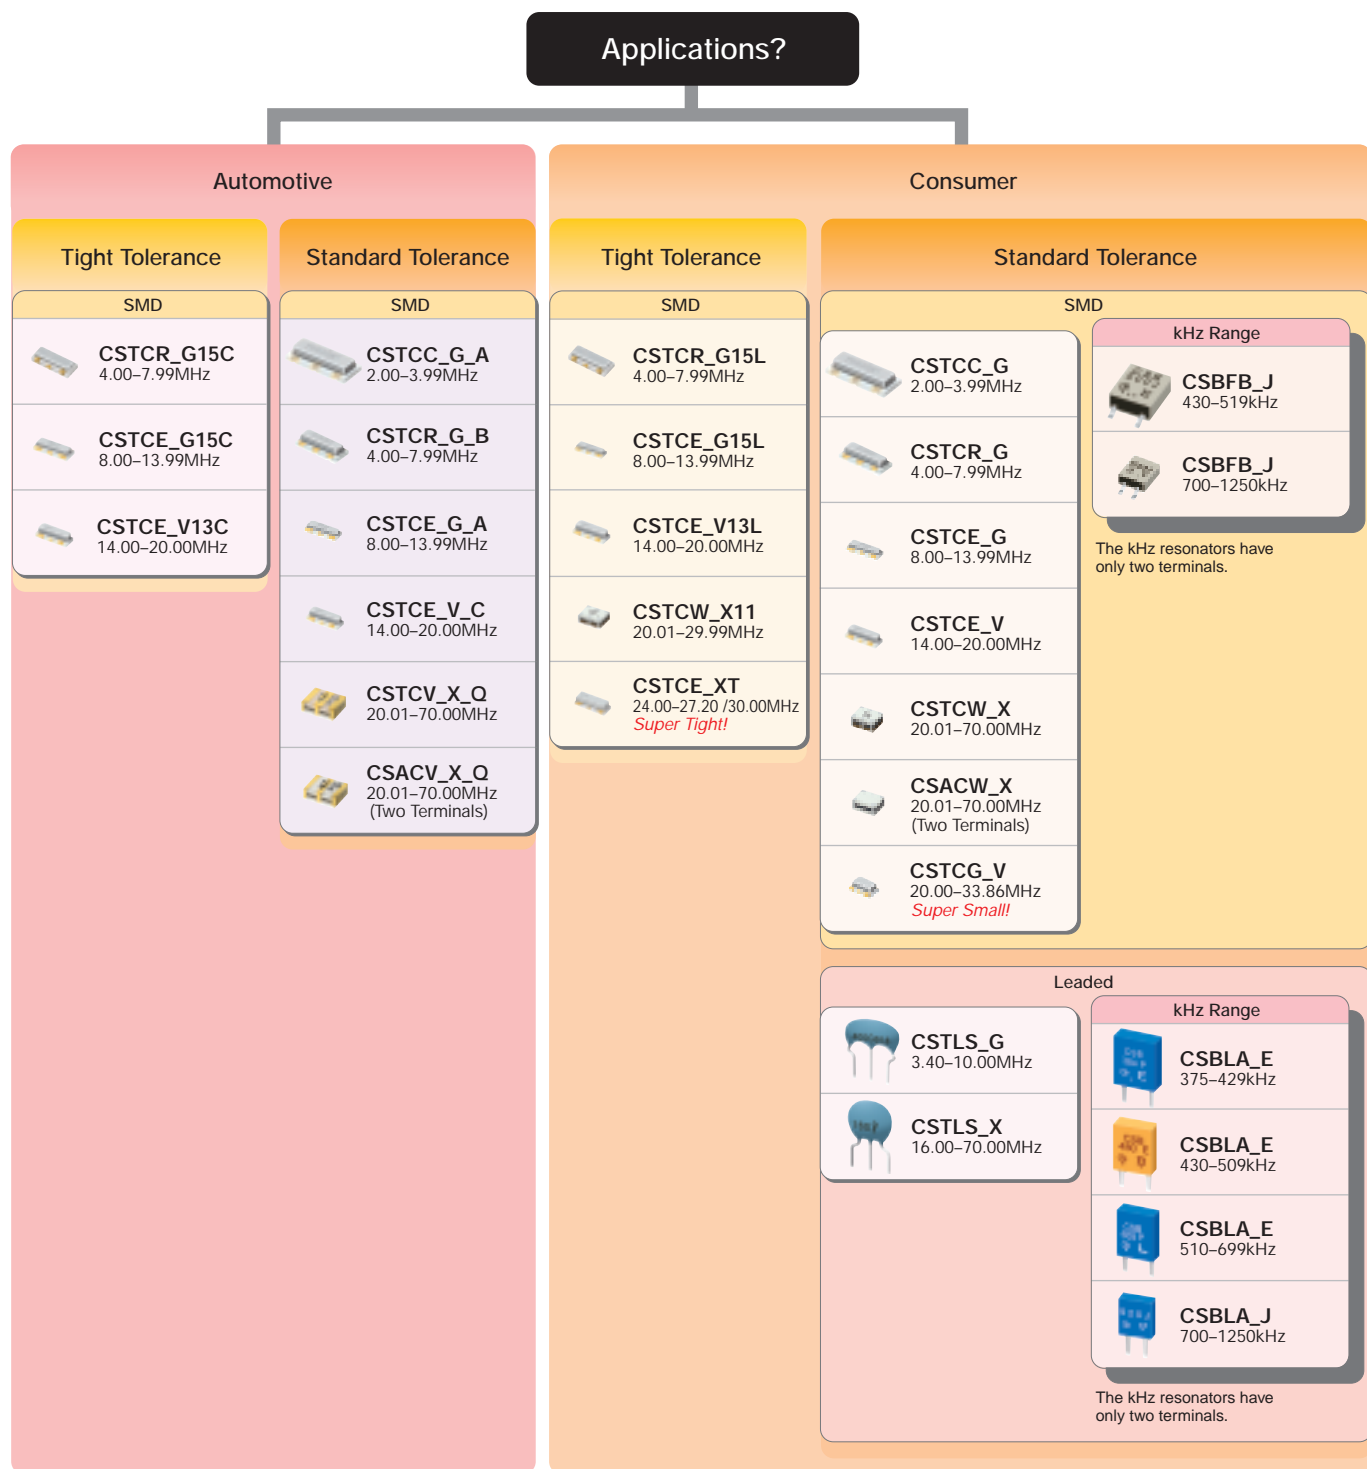 Applications?
Automotive
Tight Tolerance
SMD
CSTCR_G15C
4.00–7.99MHz
CSTCE_G15C
8.00–13.99MHz
CSTCE_V13C
14.00–20.00MHz
Standard Tolerance
SMD
CSTCC_G_A
2.00–3.99MHz
CSTCR_G_B
4.00–7.99MHz
CSTCE_G_A
8.00–13.99MHz
CSTCE_V_C
14.00–20.00MHz
CSTCV_X_Q
20.01–70.00MHz
CSACV_X_Q
20.01–70.00MHz
(Two Terminals)
Consumer
Tight Tolerance
SMD
CSTCR_G15L
4.00–7.99MHz
CSTCE_G15L
8.00–13.99MHz
CSTCE_V13L
14.00–20.00MHz
CSTCW_X11
20.01–29.99MHz
CSTCE_XT
24.00–27.20 /30.00MHz
Super Tight!
Standard Tolerance
SMD
CSTCC_G
2.00–3.99MHz
CSTCR_G
4.00–7.99MHz
CSTCE_G
8.00–13.99MHz
CSTCE_V
14.00–20.00MHz
CSTCW_X
20.01–70.00MHz
CSACW_X
20.01–70.00MHz
(Two Terminals)
CSTCG_V
20.00–33.86MHz
Super Small!
kHz Range
CSBFB_J
430–519kHz
CSBFB_J
700–1250kHz
The kHz resonators have
only two terminals.
Leaded
CSTLS_G
3.40–10.00MHz
CSTLS_X
16.00–70.00MHz
kHz Range
CSBLA_E
375–429kHz
CSBLA_E
430–509kHz
CSBLA_E
510–699kHz
CSBLA_J
700–1250kHz
The kHz resonators have
only two terminals.